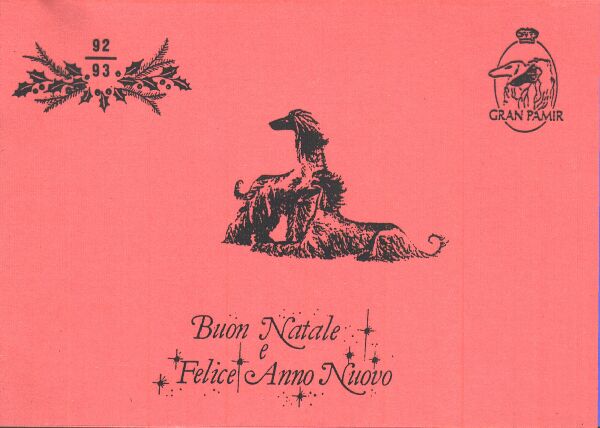 92
93
GRAN PAMIR
Buon Natale
e
Felice Anno Nuovo